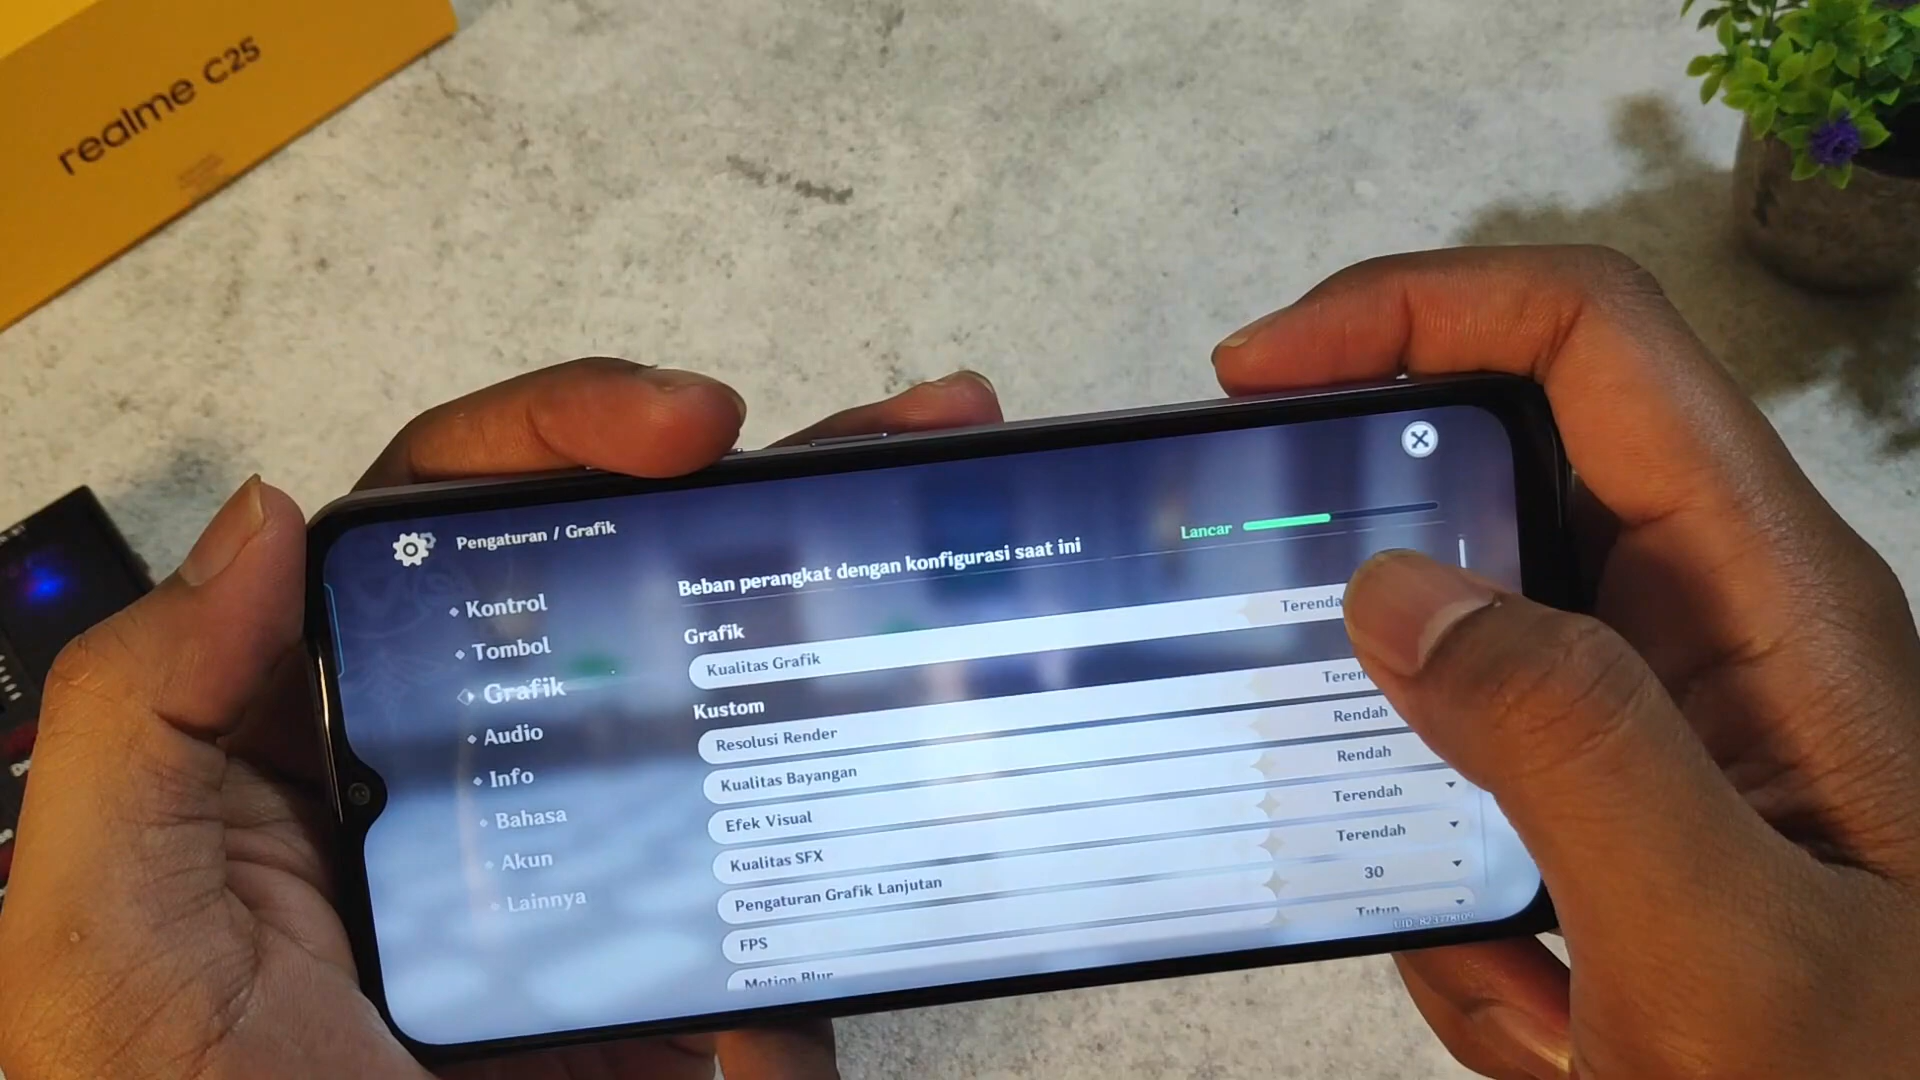 realme C25
Pengaturan / Grafik
Kontrol
Tombol
Grafik
Audio
Info
Bahasa
Akun
Lainnya
Beban perangkat dengan konfigurasi saat ini
Lancar
Grafik
Kualitas Grafik
Kustom
Resolusi Render
Rendah
Kualitas Bayangan
Rendah
Efek Visual
Terendah
Kualitas SFX
Terendah
Pengaturan Grafik Lanjutan
30
FPS
Tutup
Motion Blur